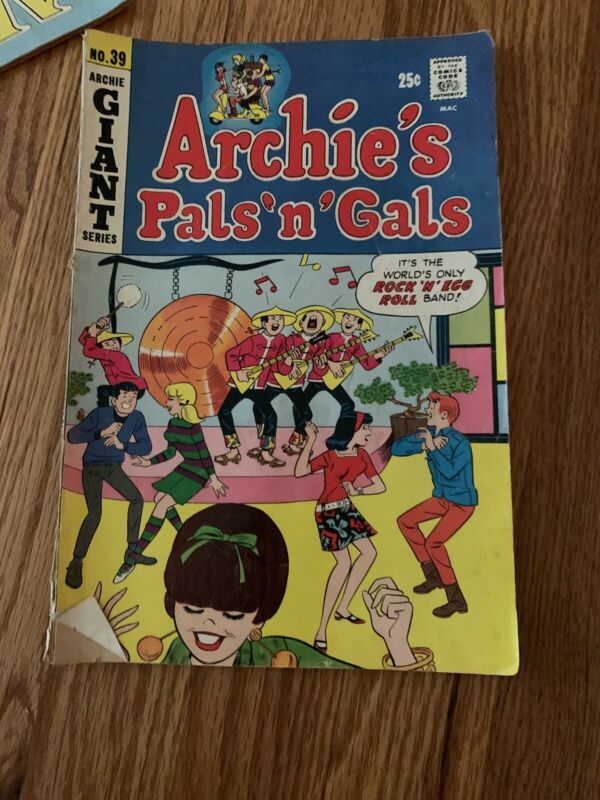 NO. 39
ARCHIE
GIANT
SERIES
25¢
APPROVED
BY THE
COMICS
CODE
AUTHORITY
MAC
Archie's
Pals 'n' Gals
IT'S THE
WORLD'S ONLY
ROCK 'N' EGG
ROLL BAND!